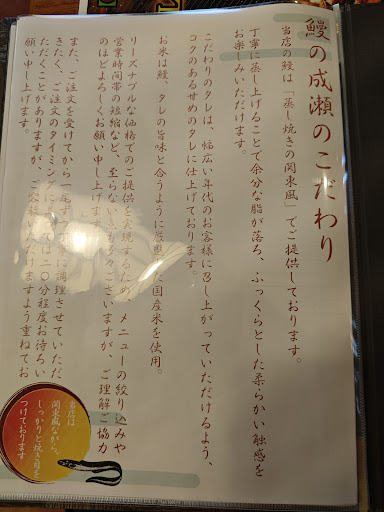 鰻の成瀬のこだわり
当店の鰻は「蒸し焼きの関東風」でご提供しております。
丁寧に蒸し上げることで余分な脂が落ち、ふっくらとした柔らかい触感を
お楽しみいただけます。
こだわりのタレは、幅広い年代のお客様に召し上がっていただけるよう、
コクのあるせめのタレに仕上げております。
お米は鰻、タレの旨味と合うように厳選した国産米を使用。
リーズナブルな価格でのご提供を実現するため、メニューの絞り込みや
営業時間帯の短縮など、至らない点もございますが、ご理解ご協力
のほどよろしくお願い申し上げます。
また、ご注文を受けてから一尾ずつ丁寧に調理させていただ
きたく、ご注文のタイミングによっては二〇分程度お待ちい
ただくことがありますが、ご容赦いただけますよう重ねてお
願い申し上げます。
当店は
関東風ながら、
しっかりと焼き目を
つけております